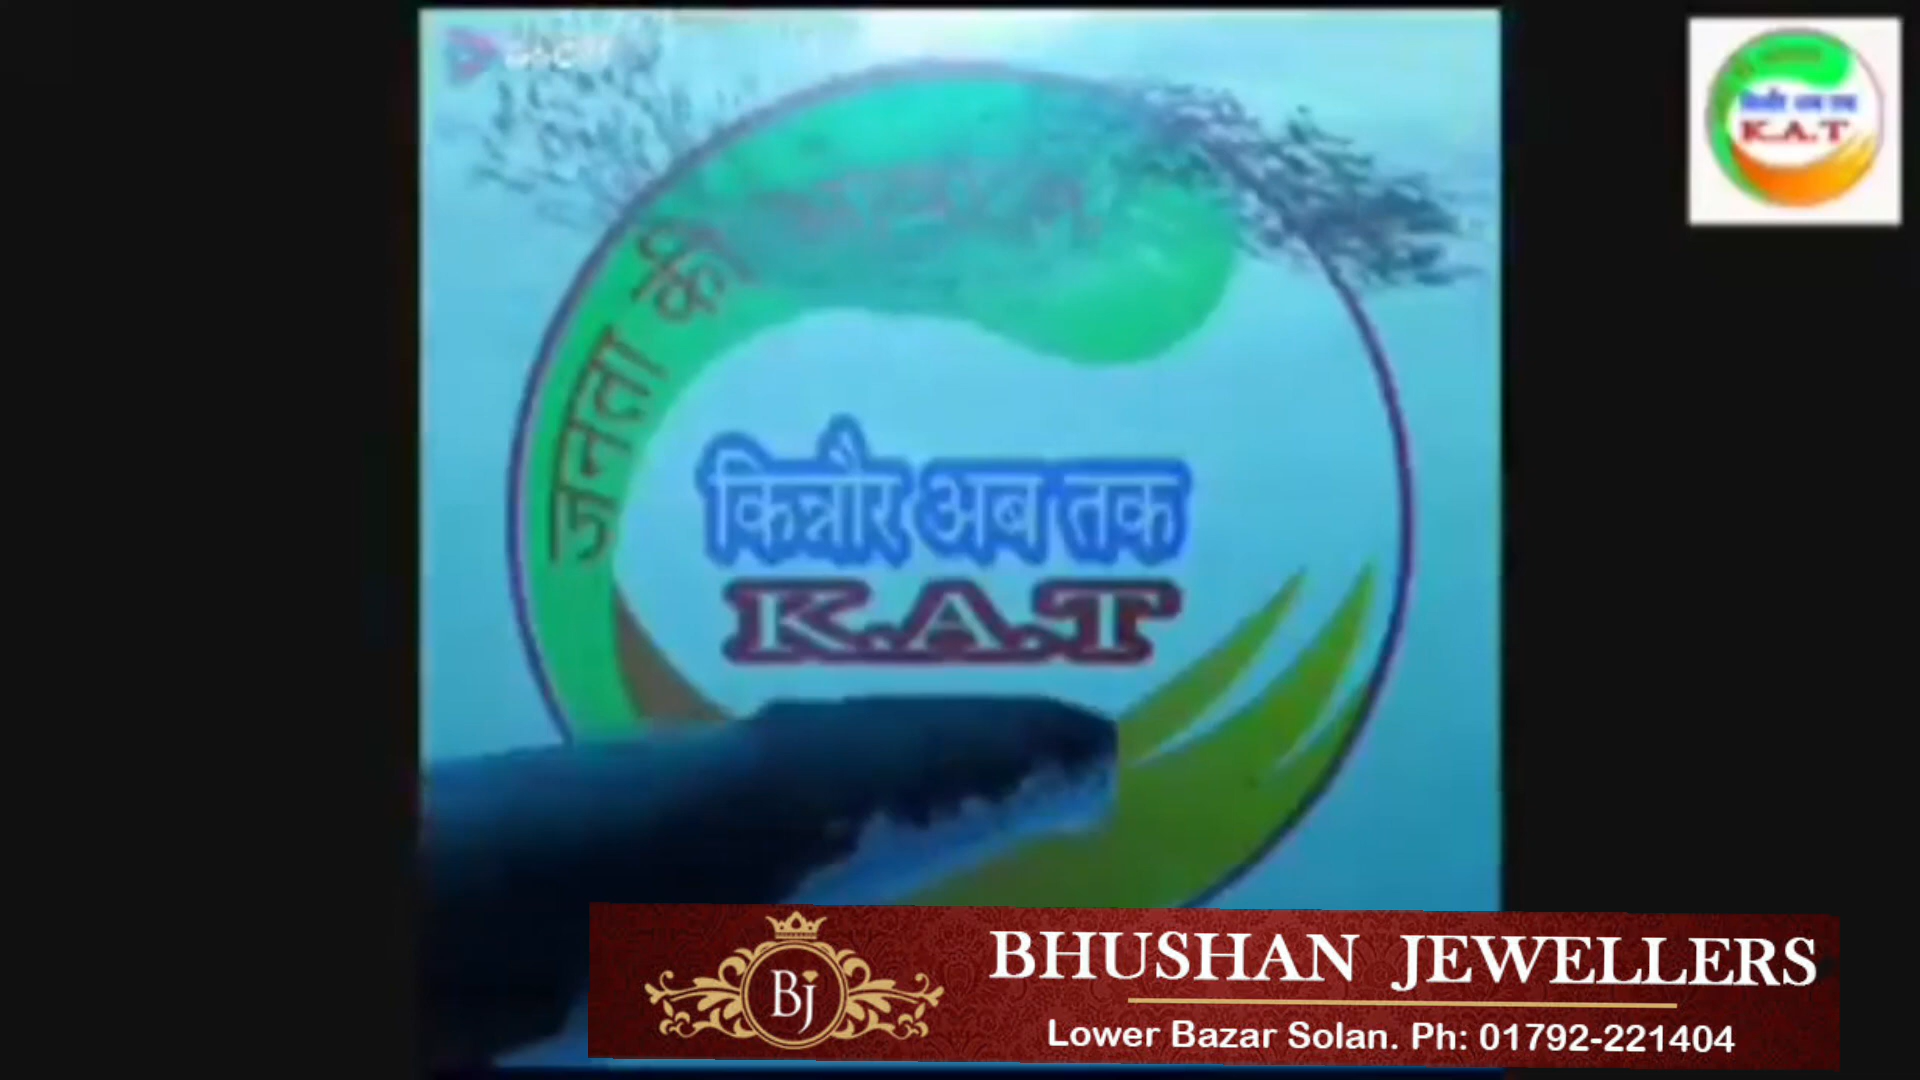 जनता की
किन्नौर अब तक
K.A.T
किन्नौर अब तक
K.A.T
Bj
BHUSHAN JEWELLERS
Lower Bazar Solan. Ph: 01792-221404